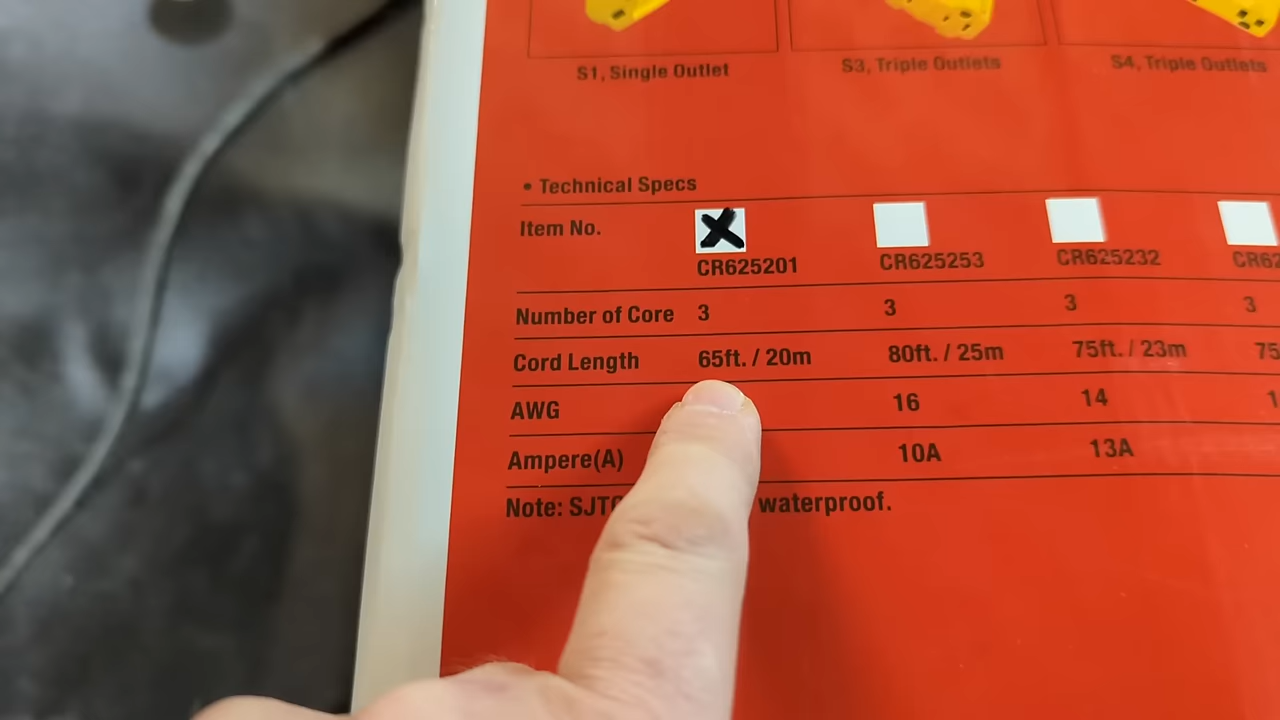 S1, Single Outlet S3, Triple Outlets S4, Triple Outlets
• Technical Specs
Item No. CR625201 CR625253 CR625232
Number of Core 3 3 3 3
Cord Length 65ft. / 20m 80ft. / 25m 75ft. / 23m 75
AWG 16 14
Ampere(A) 10A 13A
Note: waterproof.